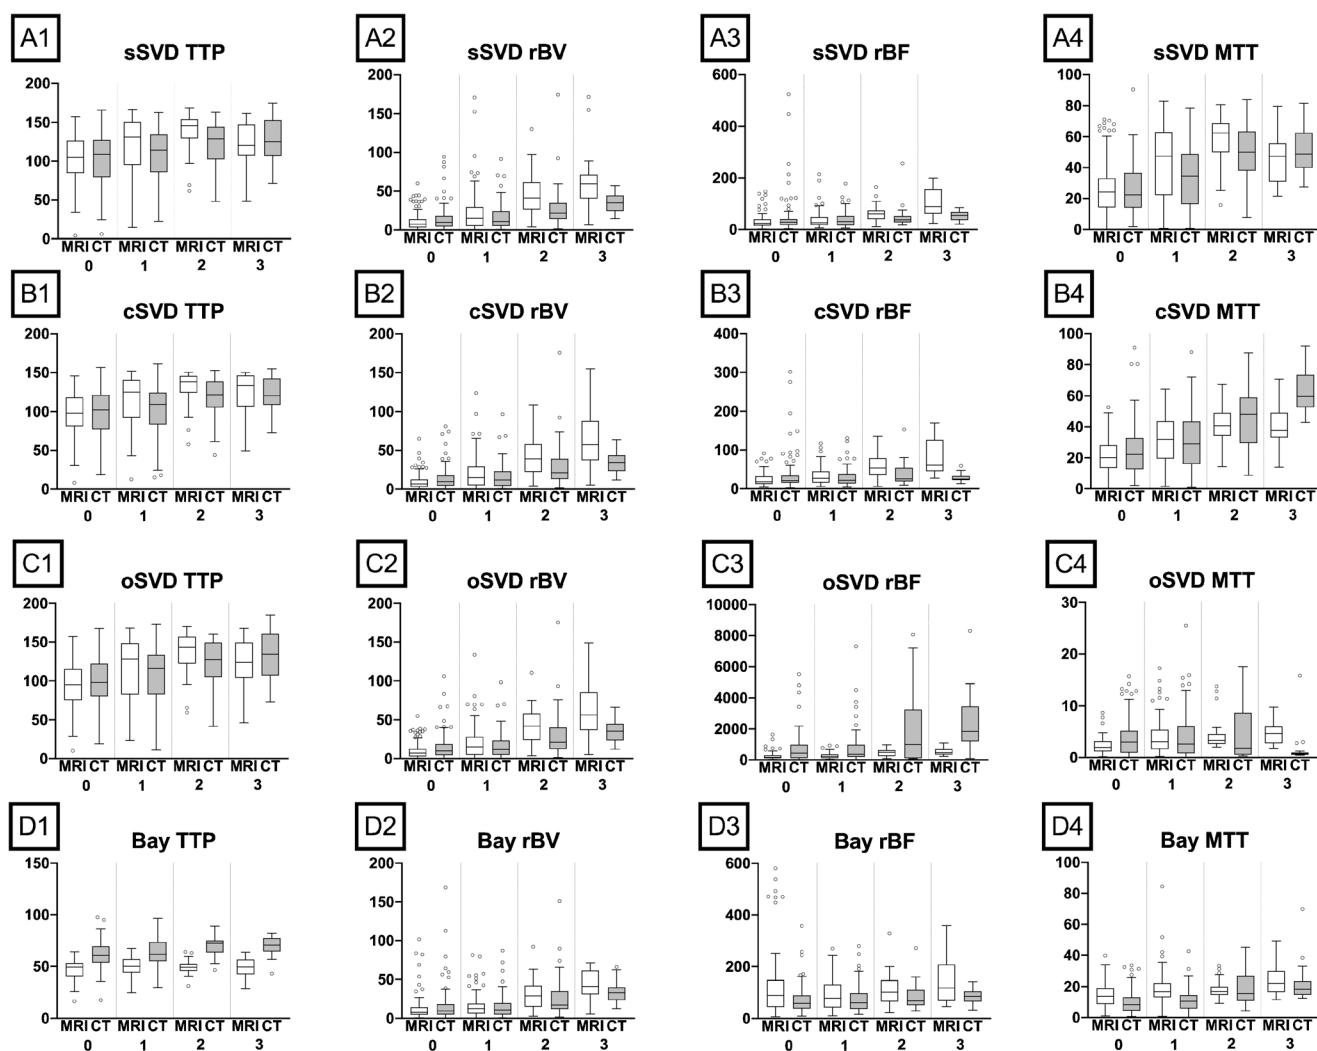 A1 A2 A3 A4
sSVD TTP sSVD rBV sSVD rBF sSVD MTT
200 200 600 100
150 150 80
100 100 400 60
50 50 200 40
20
0 0 0 0
MRI CT MRI CT MRI CT MRI CT MRI CT MRI CT MRI CT MRI CT MRI CT MRI CT MRI CT MRI CT MRI CT MRI CT MRI CT MRI CT
0 1 2 3 0 1 2 3 0 1 2 3 0 1 2 3
B1 B2 B3 B4
cSVD TTP cSVD rBV cSVD rBF cSVD MTT
200 200 400 100
150 150 300 80
100 100 200 60
50 50 100 40
20
0 0 0 0
MRI CT MRI CT MRI CT MRI CT MRI CT MRI CT MRI CT MRI CT MRI CT MRI CT MRI CT MRI CT MRI CT MRI CT MRI CT MRI CT
0 1 2 3 0 1 2 3 0 1 2 3 0 1 2 3
C1 C2 C3 C4
oSVD TTP oSVD rBV oSVD rBF oSVD MTT
200 200 10000 30
150 150 8000
100 100 6000 20
50 50 4000 10
2000
0 0 0 0
MRI CT MRI CT MRI CT MRI CT MRI CT MRI CT MRI CT MRI CT MRI CT MRI CT MRI CT MRI CT MRI CT MRI CT MRI CT MRI CT
0 1 2 3 0 1 2 3 0 1 2 3 0 1 2 3
D1 D2 D3 D4
Bay TTP Bay rBV Bay rBF Bay MTT
150 200 600 100
100 150 400 80
50 100 200 60
50 40
20
0 0 0 0
MRI CT MRI CT MRI CT MRI CT MRI CT MRI CT MRI CT MRI CT MRI CT MRI CT MRI CT MRI CT MRI CT MRI CT MRI CT MRI CT
0 1 2 3 0 1 2 3 0 1 2 3 0 1 2 3